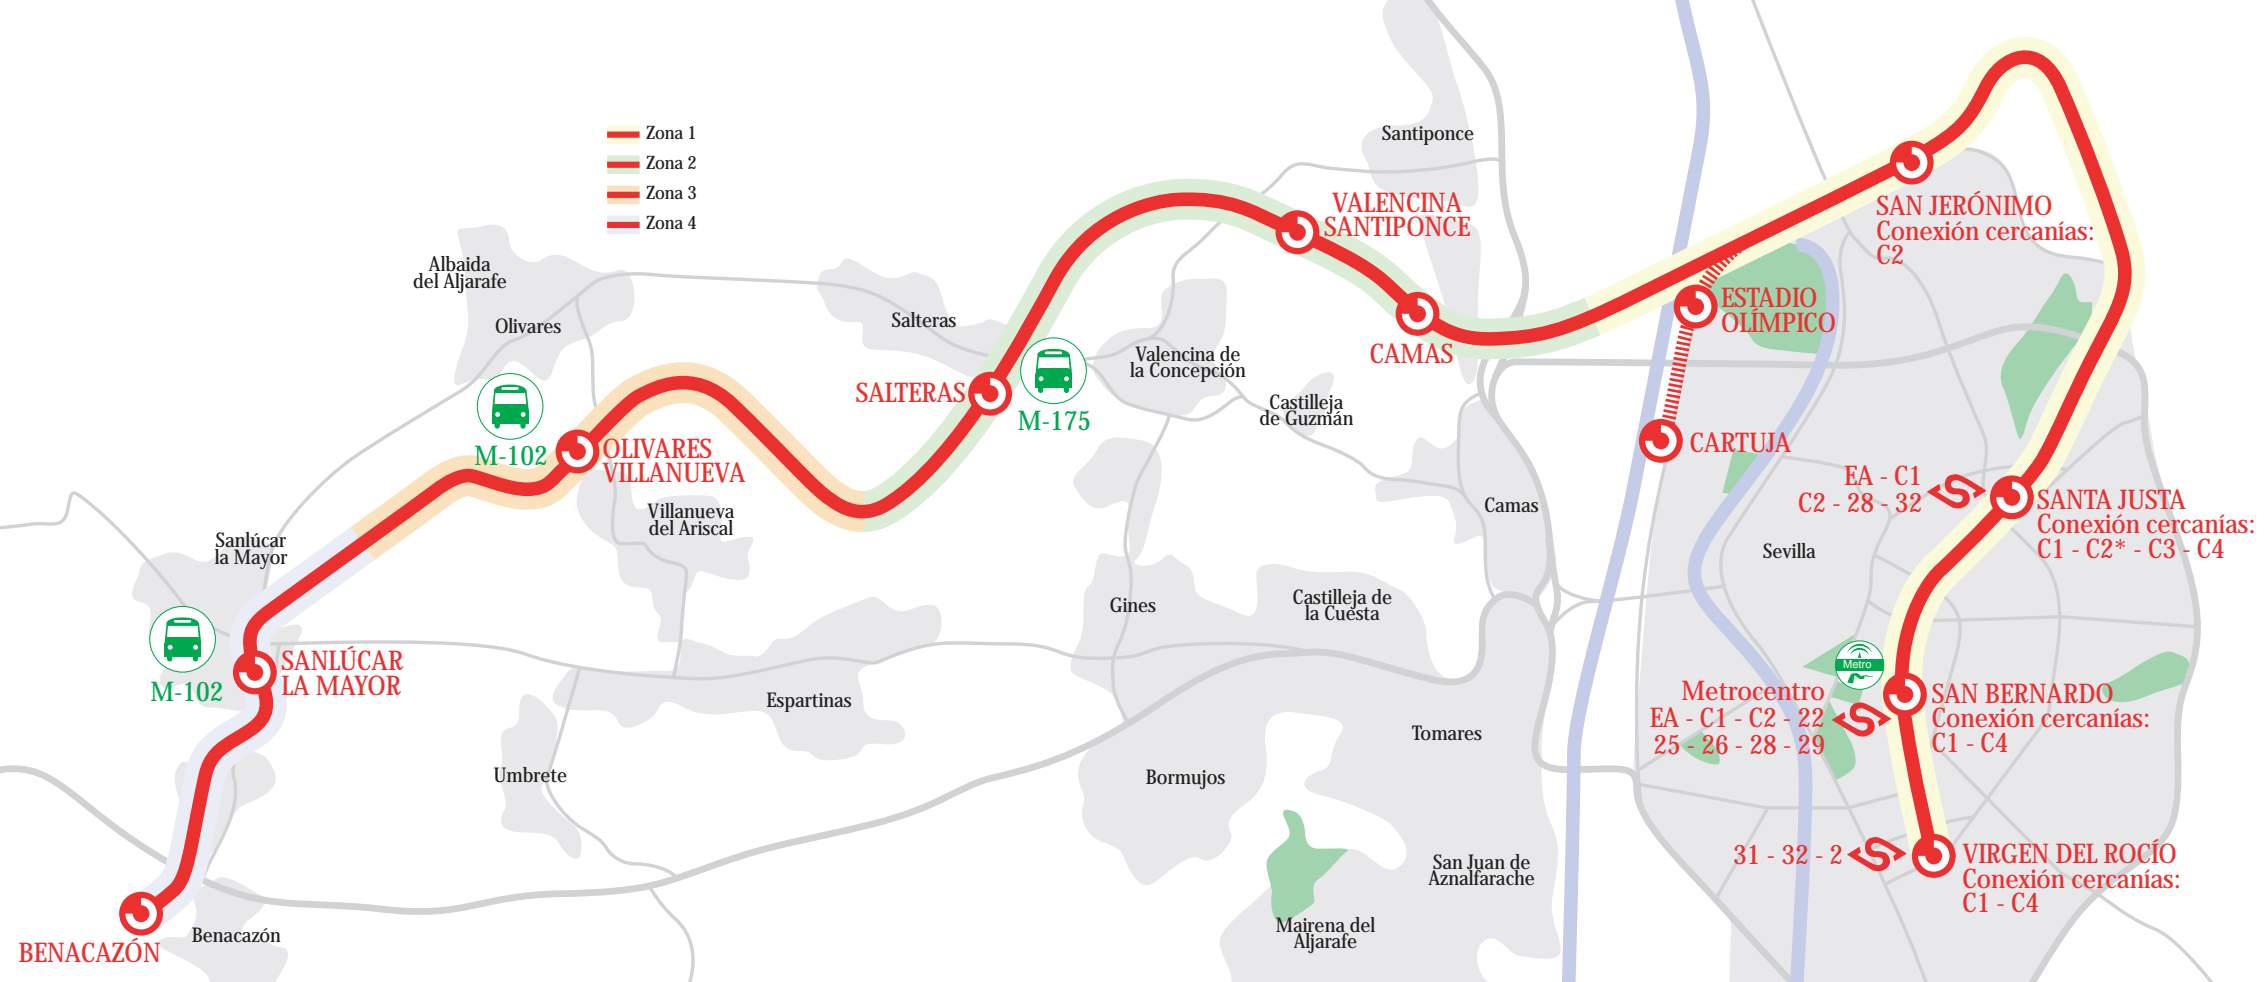 Zona 1
Zona 2
Zona 3
Zona 4
Santiponce
VALENCINA
SANTIPONCE
SAN JERÓNIMO
Conexión cercanías:
C2
Albaida
del Aljarafe
Olivares
Salteras
ESTADIO
OLÍMPICO
CAMAS
Valencina de
la Concepción
SALTERAS
M-175
Castilleja
de Guzmán
M-102
OLIVARES
VILLANUEVA
CARTUJA
EA - C1
C2 - 28 - 32
SANTA JUSTA
Conexión cercanías:
C1 - C2* - C3 - C4
Villanueva
del Ariscal
Camas
Sevilla
Sanlúcar
la Mayor
Gines
Castilleja de
la Cuesta
M-102
SANLÚCAR
LA MAYOR
Metro
Metrocentro
EA - C1 - C2 - 22
25 - 26 - 28 - 29
SAN BERNARDO
Conexión cercanías:
C1 - C4
Espartinas
Tomares
Umbrete
Bormujos
31 - 32 - 2
VIRGEN DEL ROCÍO
Conexión cercanías:
C1 - C4
San Juan de
Aznalfarache
Mairena del
Aljarafe
Benacazón
BENACAZÓN